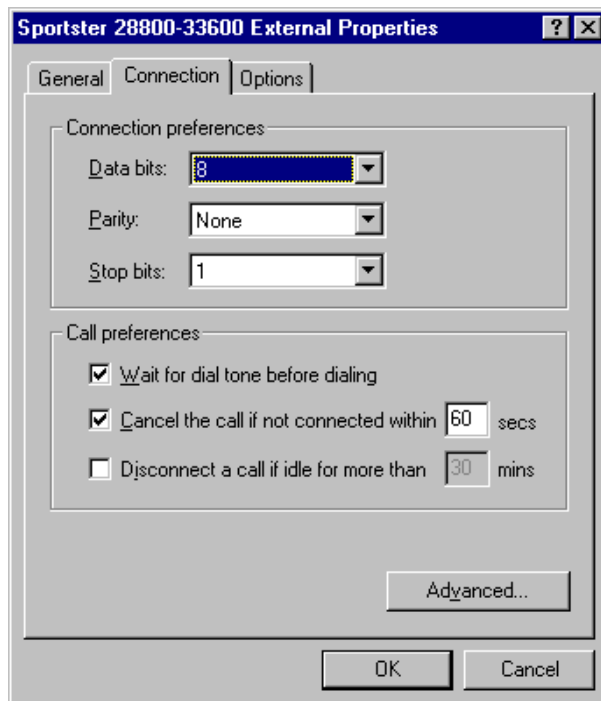 Sportster 28800-33600 External Properties
General Connection Options
Connection preferences
Data bits: 8
Parity: None
Stop bits: 1
Call preferences
Wait for dial tone before dialing
Cancel the call if not connected within 60 secs
Disconnect a call if idle for more than 30 mins
Advanced...
OK Cancel